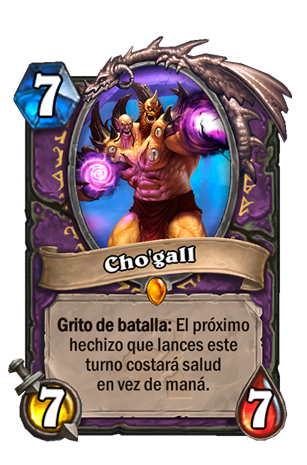 7
Cho'gall
Grito de batalla: El próximo
hechizo que lances este
turno costará salud
en vez de maná.
7
7